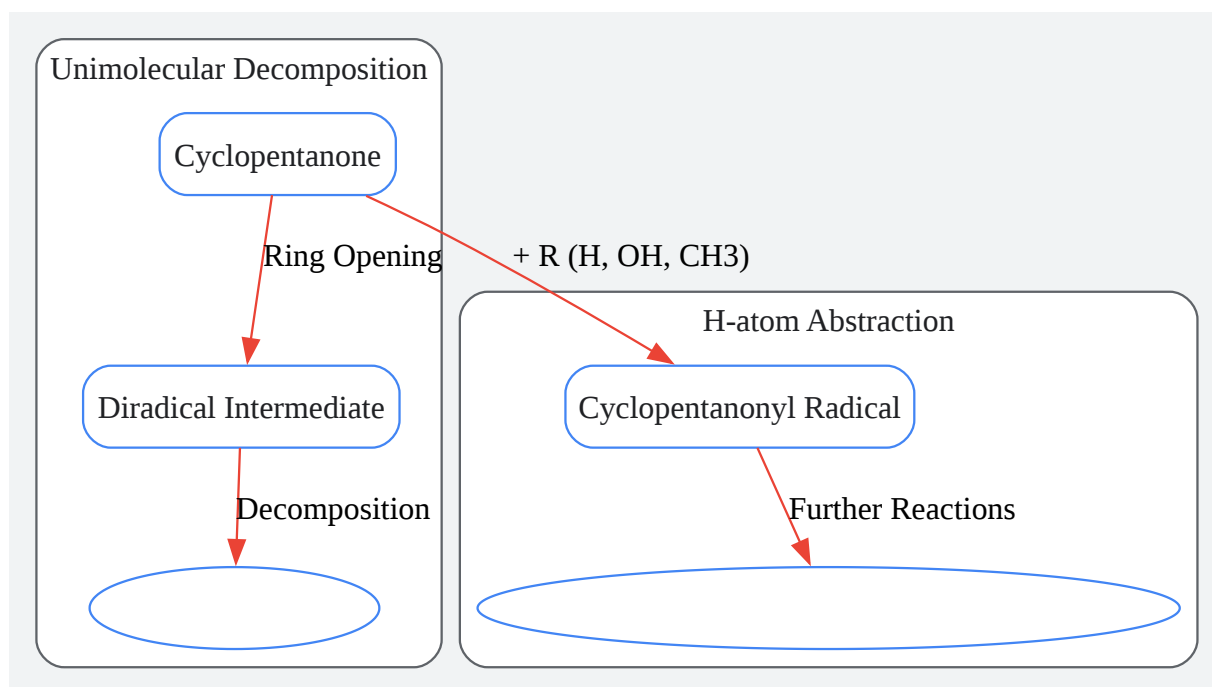 Unimolecular Decomposition
Cyclopentanone
Ring Opening
+ R (H, OH, CH3)
H-atom Abstraction
Diradical Intermediate
Cyclopentanonyl Radical
Decomposition
Further Reactions